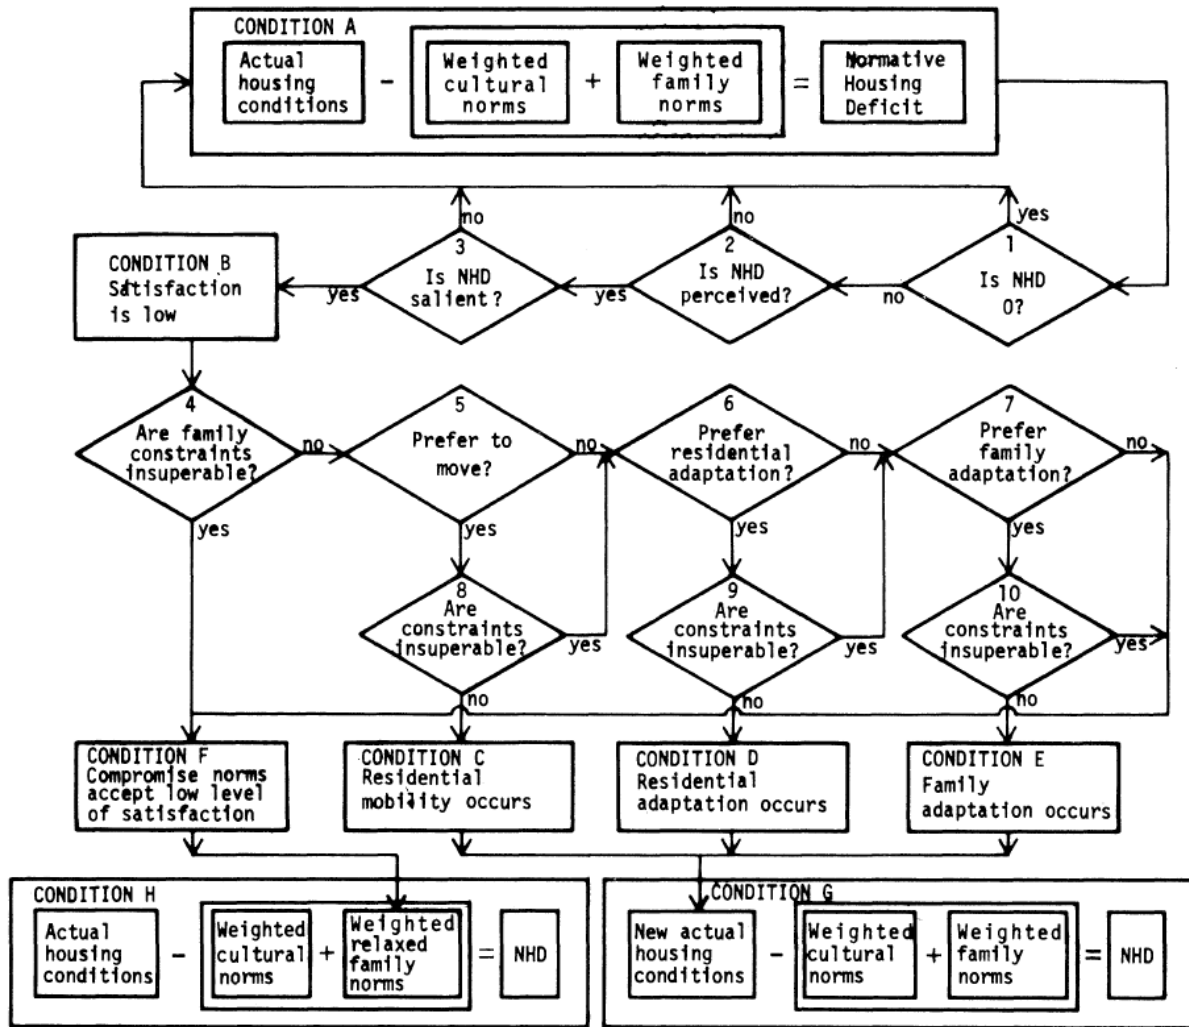 CONDITION A
Actual
housing
conditions
-
Weighted
cultural
norms
+
Weighted
family
norms
=
Normative
Housing
Deficit
no
no
yes
CONDITION B
Satisfaction
is low
3
Is NHD
salient?
yes
2
Is NHD
perceived?
yes
1
Is NHD
0?
no
4
Are family
constraints
insuperable?
no
yes
5
Prefer to
move?
no
yes
6
Prefer
residential
adaptation?
no
yes
7
Prefer
family
adaptation?
no
yes
8
Are
constraints
insuperable?
yes
no
9
Are
constraints
insuperable?
yes
no
10
Are
constraints
insuperable?
yes
no
CONDITION F
Compromise norms
accept low level
of satisfaction
CONDITION C
Residential
mobility occurs
CONDITION D
Residential
adaptation occurs
CONDITION E
Family
adaptation occurs
CONDITION H
Actual
housing
conditions
-
Weighted
cultural
norms
+
Weighted
relaxed
family
norms
=
NHD
CONDITION G
New actual
housing
conditions
-
Weighted
cultural
norms
+
Weighted
family
norms
=
NHD